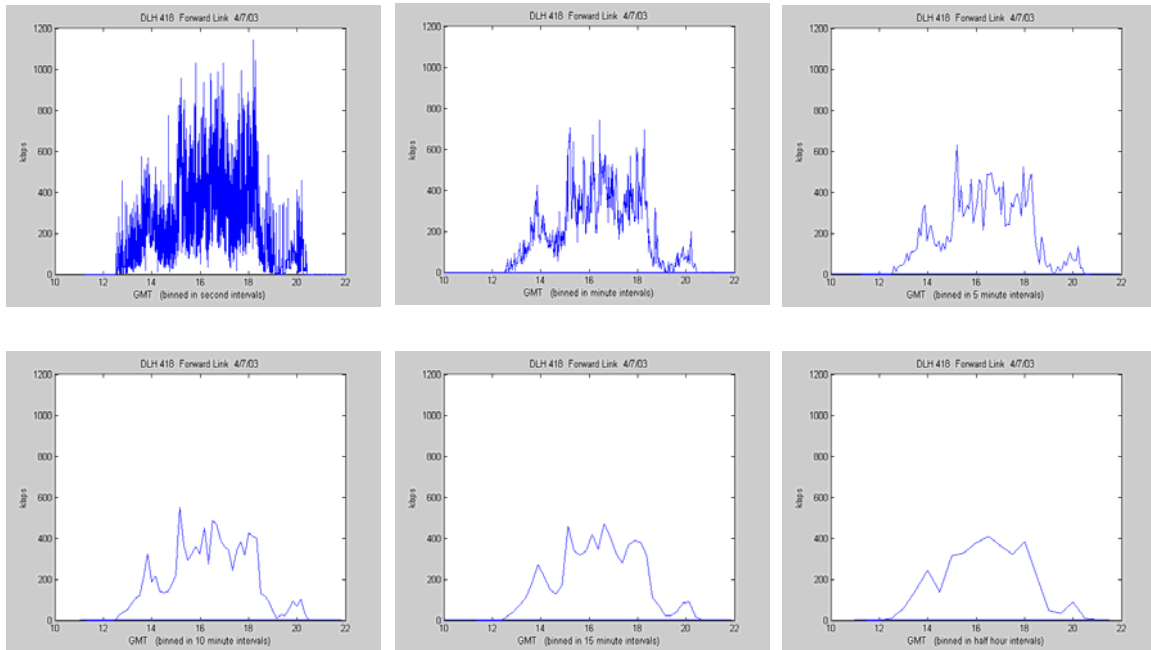 DLH 418 Forward Link 4/7/03
1200
1000
800
600
400
200
0
kbps
10 12 14 16 18 20 22
GMT (binned in second intervals)
DLH 418 Forward Link 4/7/03
1200
1000
800
600
400
200
0
kbps
10 12 14 16 18 20 22
GMT (binned in minute intervals)
DLH 418 Forward Link 4/7/03
1200
1000
800
600
400
200
0
kbps
10 12 14 16 18 20 22
GMT (binned in 5 minute intervals)
DLH 418 Forward Link 4/7/03
1200
1000
800
600
400
200
0
kbps
10 12 14 16 18 20 22
GMT (binned in 10 minute intervals)
DLH 418 Forward Link 4/7/03
1200
1000
800
600
400
200
0
kbps
10 12 14 16 18 20 22
GMT (binned in 15 minute intervals)
DLH 418 Forward Link 4/7/03
1200
1000
800
600
400
200
0
kbps
10 12 14 16 18 20 22
GMT (binned in half hour intervals)